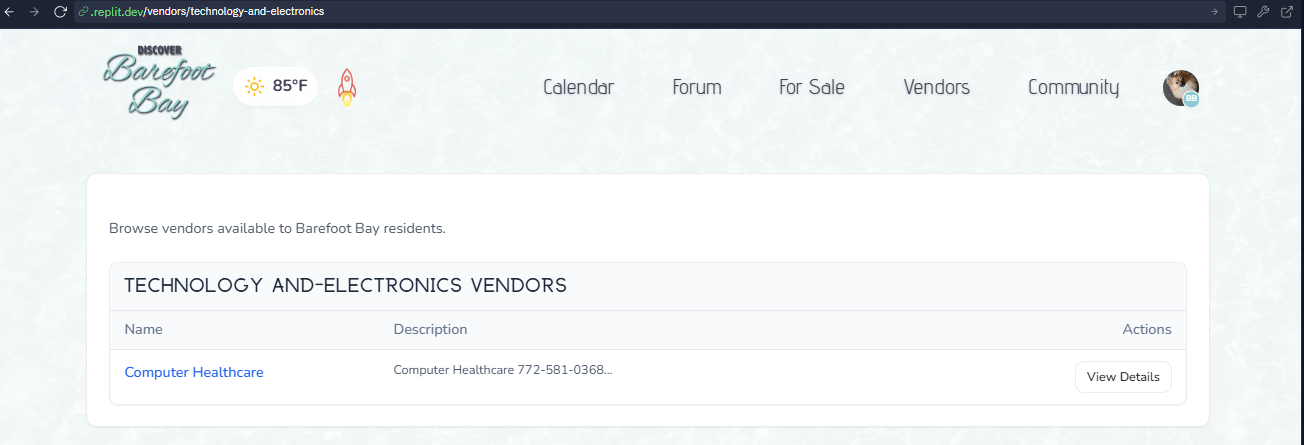 .replit.dev/vendors/technology-and-electronics
DISCOVER
Barefoot
Bay
85°F
Calendar
Forum
For Sale
Vendors
Community
BB
Browse vendors available to Barefoot Bay residents.
TECHNOLOGY AND-ELECTRONICS VENDORS
Name
Description
Actions
Computer Healthcare
Computer Healthcare 772-581-0368...
View Details